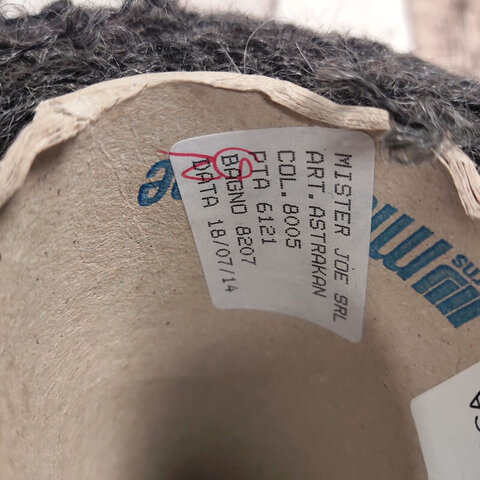 MISTER JOE SRL
ART.ASTRAKAN
COL. 8005
PTA 6121
BAGNO 8207
DATA 18/07/14